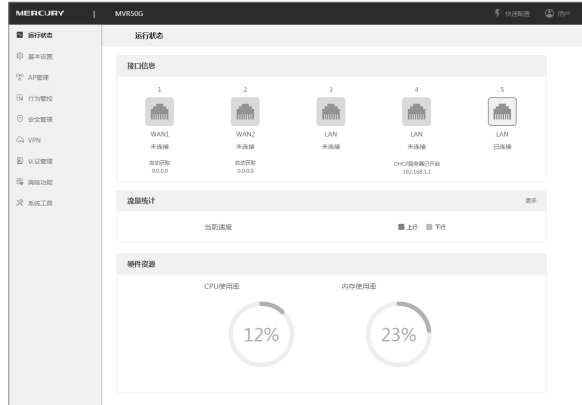 MERCURY | MVR50G 快速配置 用户
运行状态
基本设置
AP管理
行为管控
安全管理
VPN
认证管理
高级功能
系统工具
运行状态
接口信息
1 2 3 4 5
WAN1 WAN2 LAN LAN LAN
未连接 未连接 未连接 未连接 已连接
自动获取 自动获取 DHCP服务器已开启
0.0.0.0 0.0.0.0 192.168.1.1
流量统计 更多
当前速度 上行 下行
硬件资源
CPU使用率 内存使用率
12% 23%